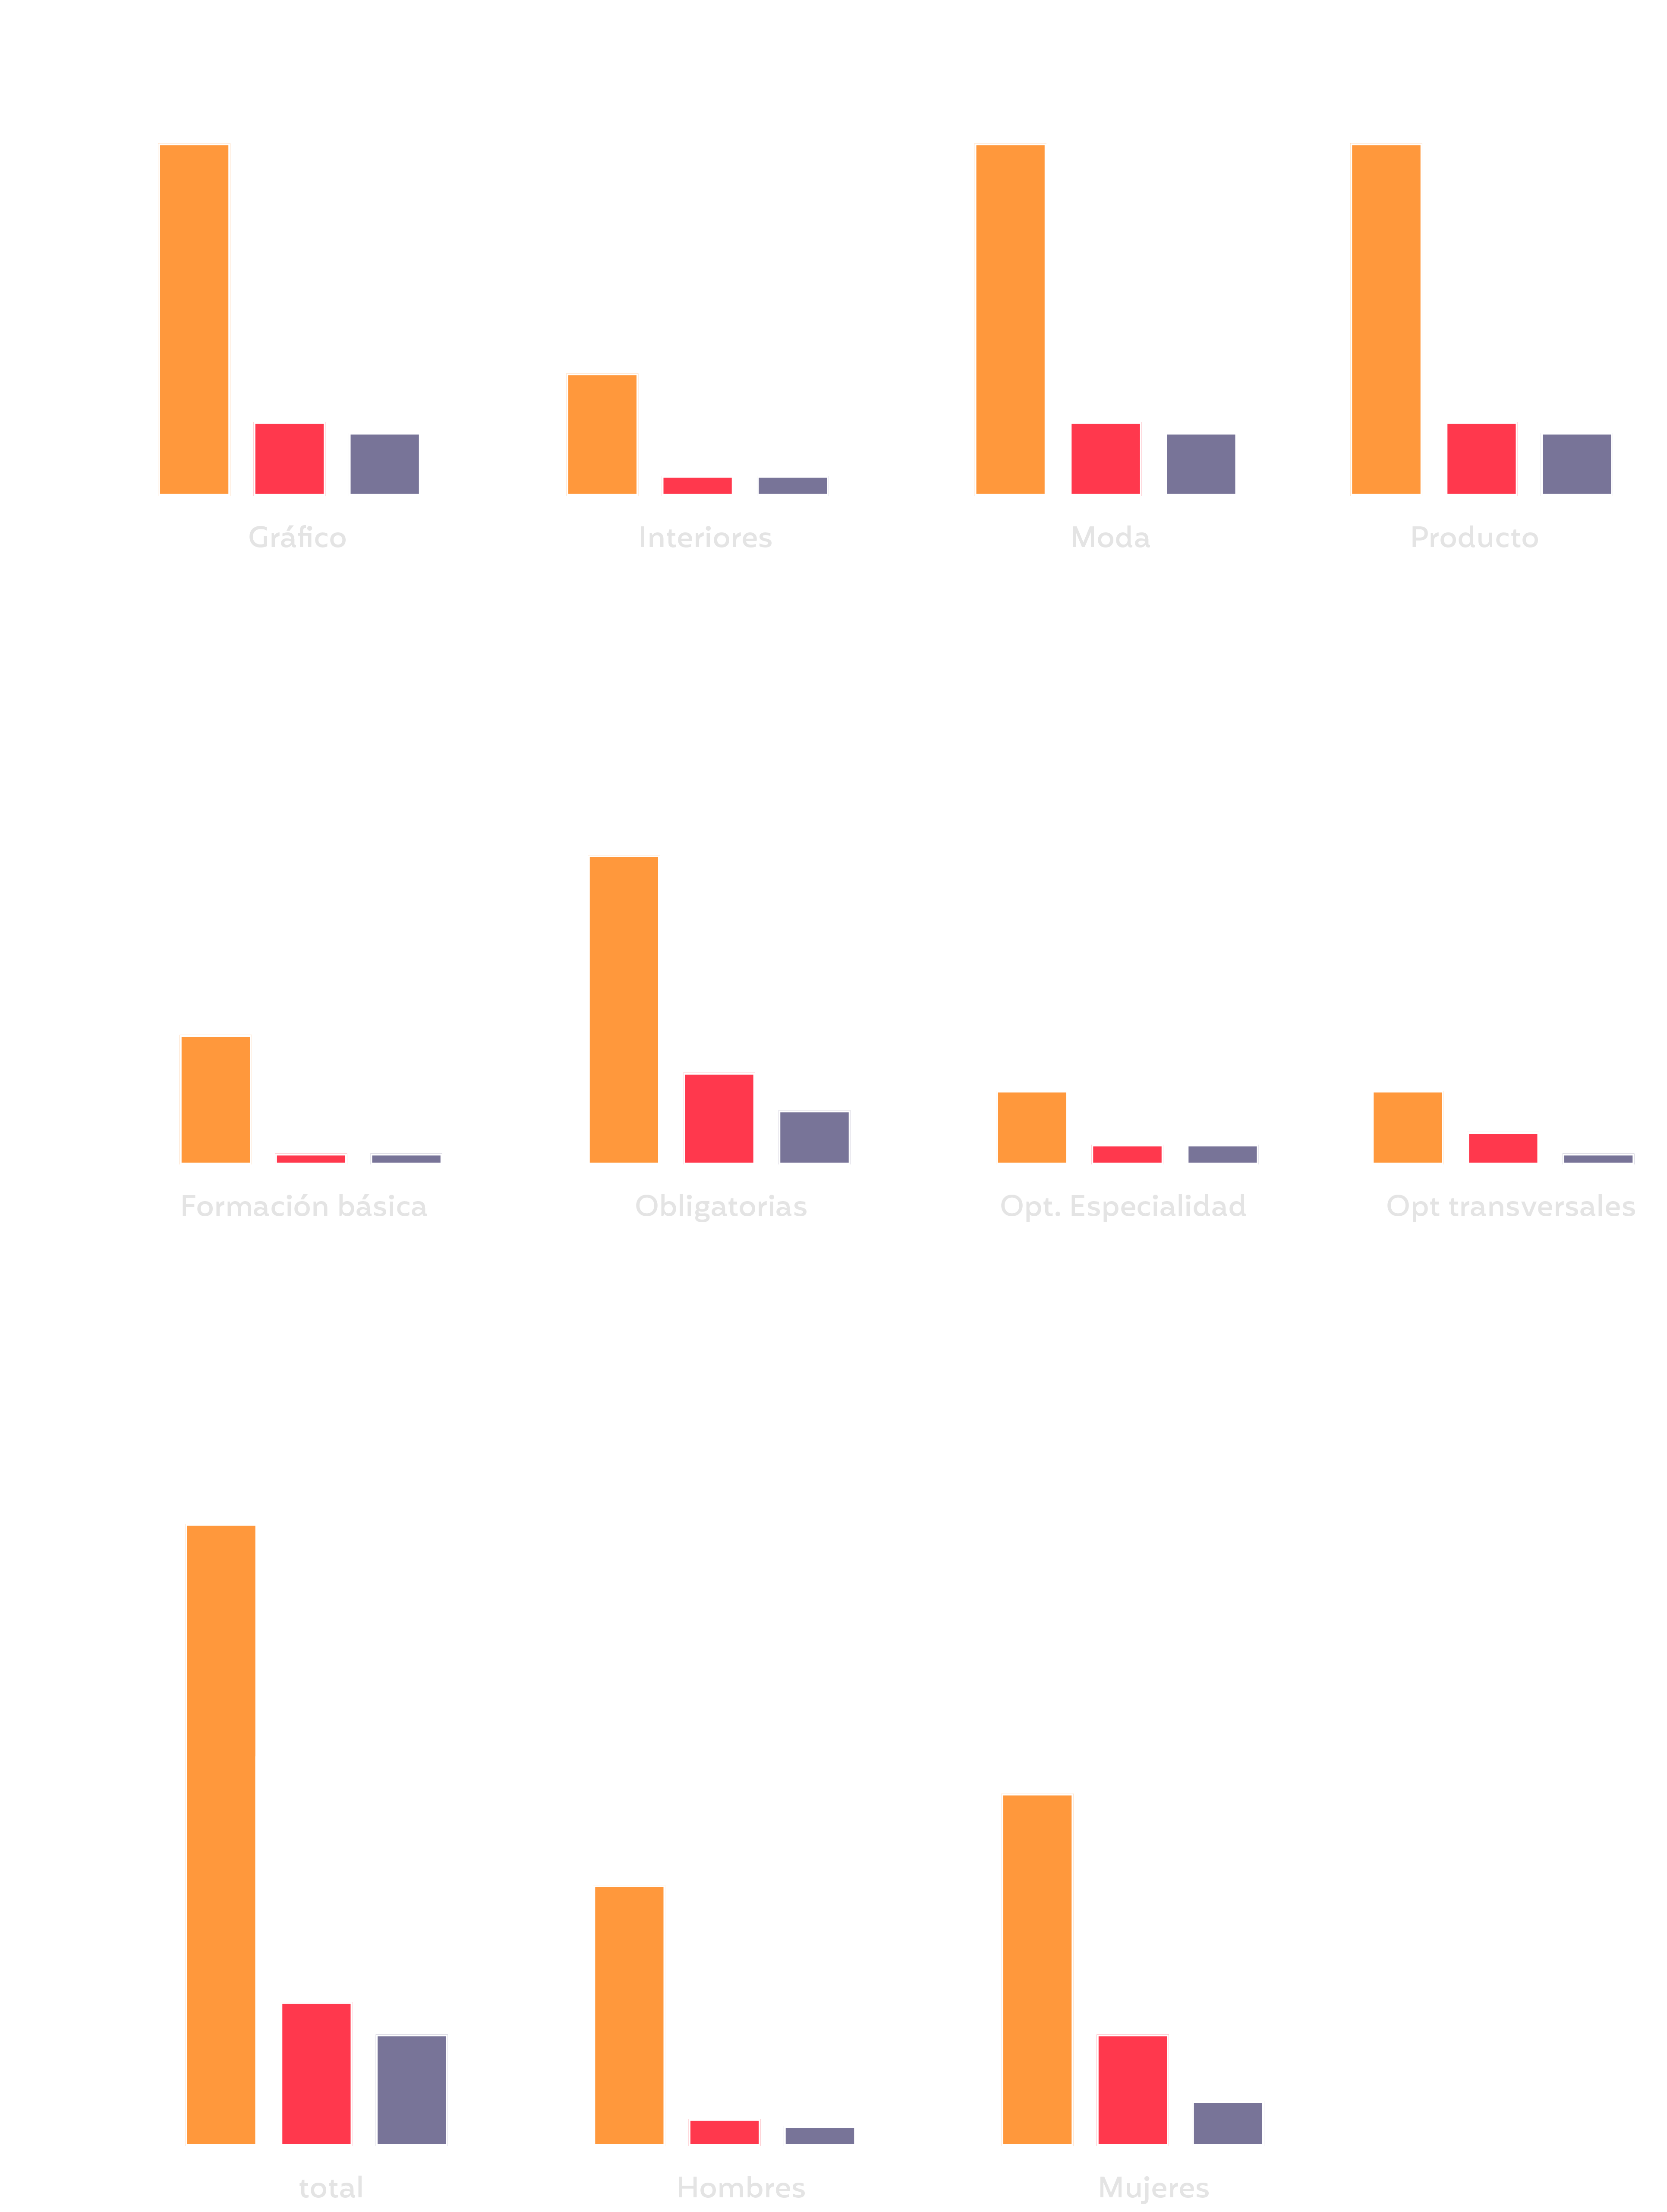 Gráfico Interiores Moda Producto
Formación básica Obligatorias Opt. Especialidad Opt transversales
total Hombres Mujeres